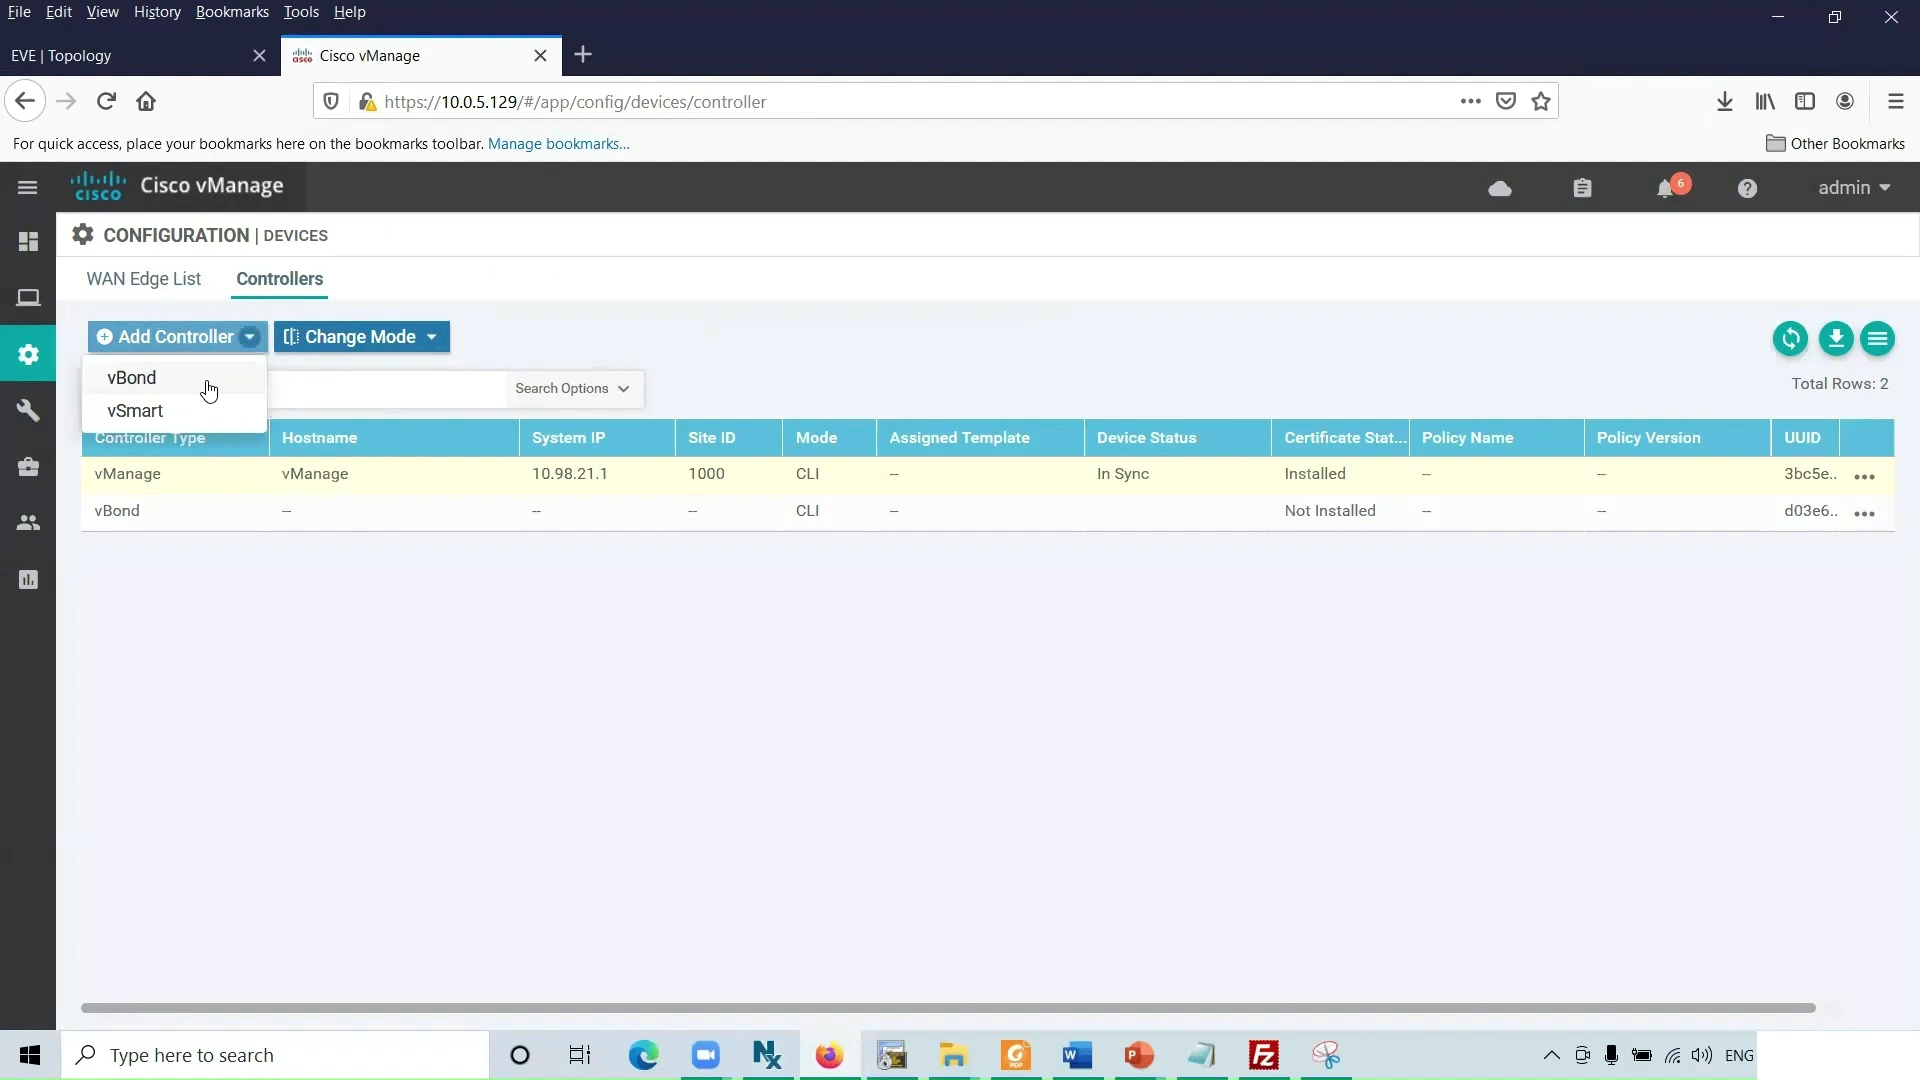 File Edit View History Bookmarks Tools Help
EVE | Topology
Cisco vManage
https://10.0.5.129/#/app/config/devices/controller
For quick access, place your bookmarks here on the bookmarks toolbar. Manage bookmarks...
Other Bookmarks
cisco Cisco vManage
6
admin
CONFIGURATION | DEVICES
WAN Edge List Controllers
Add Controller Change Mode
vBond
vSmart
Search Options
Total Rows: 2
Controller Type Hostname System IP Site ID Mode Assigned Template Device Status Certificate Stat... Policy Name Policy Version UUID
vManage vManage 10.98.21.1 1000 CLI -- In Sync Installed -- -- 3bc5e..
vBond -- -- -- CLI -- Not Installed -- -- d03e6..
Type here to search
ENG